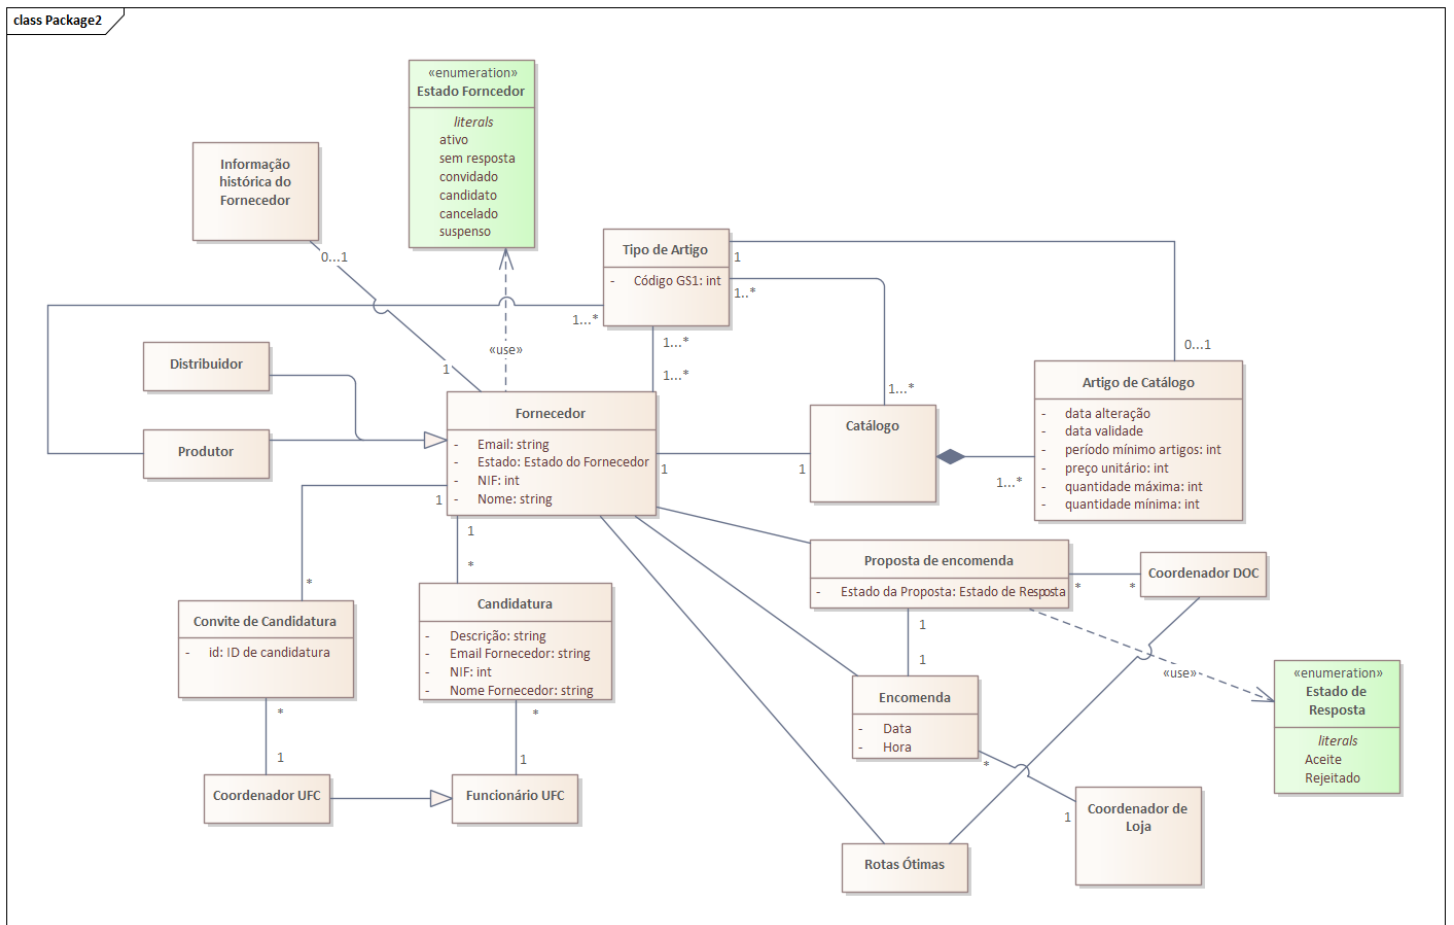 class Package2
«enumeration»
Estado Forncedor
literals
ativo
sem resposta
convidado
candidato
cancelado
suspenso
Informação
histórica do
Fornecedor
0...1
1
«use»
Tipo de Artigo
- Código GS1: int
1
1..*
1...*
1...*
1...*
1...*
0...1
Distribuidor
Produtor
Fornecedor
- Email: string
- Estado: Estado do Fornecedor
- NIF: int
- Nome: string
1
1
Catálogo
1...*
Artigo de Catálogo
- data alteração
- data validade
- período mínimo artigos: int
- preço unitário: int
- quantidade máxima: int
- quantidade mínima: int
1
1
*
*
Convite de Candidatura
- id: ID de candidatura
Candidatura
- Descrição: string
- Email Fornecedor: string
- NIF: int
- Nome Fornecedor: string
Proposta de encomenda
- Estado da Proposta: Estado de Resposta
*
*
Coordenador DOC
1
1
«use»
Encomenda
- Data
- Hora
*
1
«enumeration»
Estado de
Resposta
literals
Aceite
Rejeitado
*
1
*
1
Coordenador UFC
Funcionário UFC
Coordenador de
Loja
Rotas Ótimas